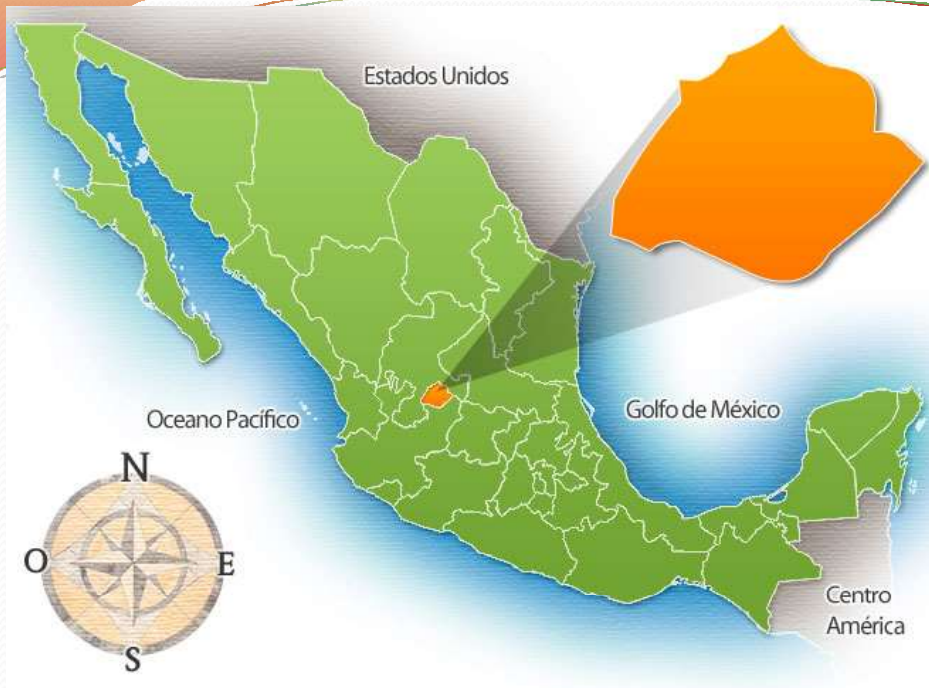 Estados Unidos
Golfo de México
Oceano Pacífico
N
O
E
S
Centro
América